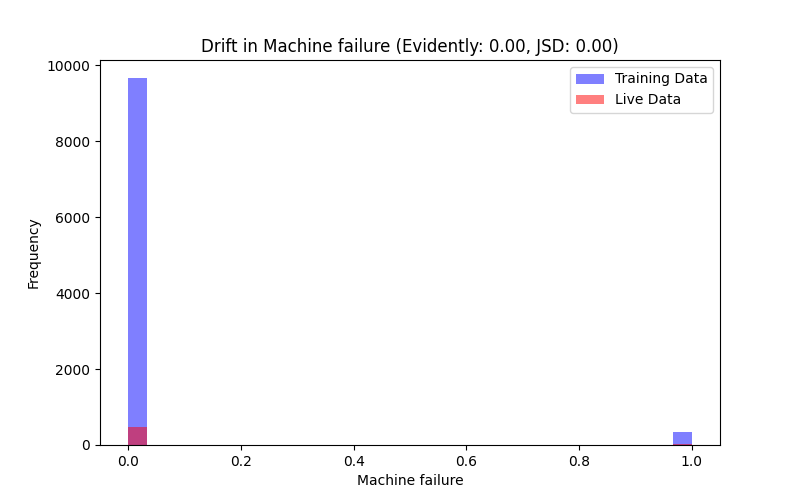 Drift in Machine failure (Evidently: 0.00, JSD: 0.00)
Training Data
Live Data
10000
8000
6000
4000
2000
0
Frequency
0.0 0.2 0.4 0.6 0.8 1.0
Machine failure